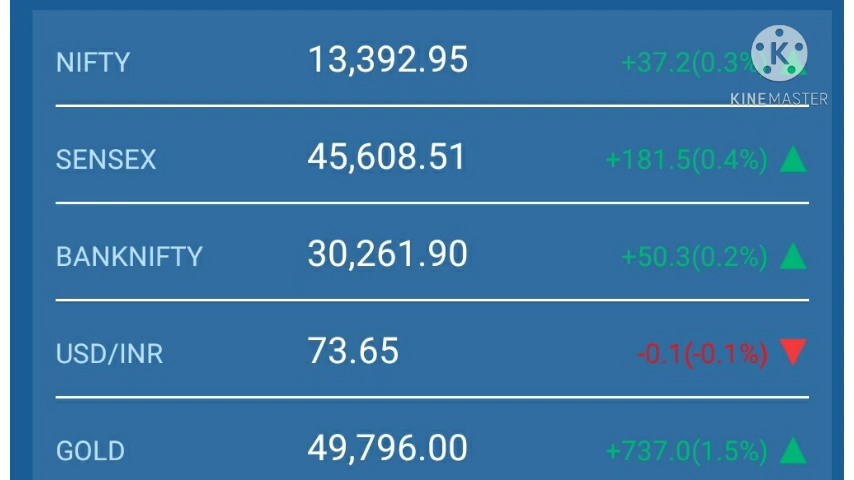 NIFTY 13,392.95 +37.2(0.3%
KINEMASTER
SENSEX 45,608.51 +181.5(0.4%)
BANKNIFTY 30,261.90 +50.3(0.2%)
USD/INR 73.65 -0.1(-0.1%)
GOLD 49,796.00 +737.0(1.5%)